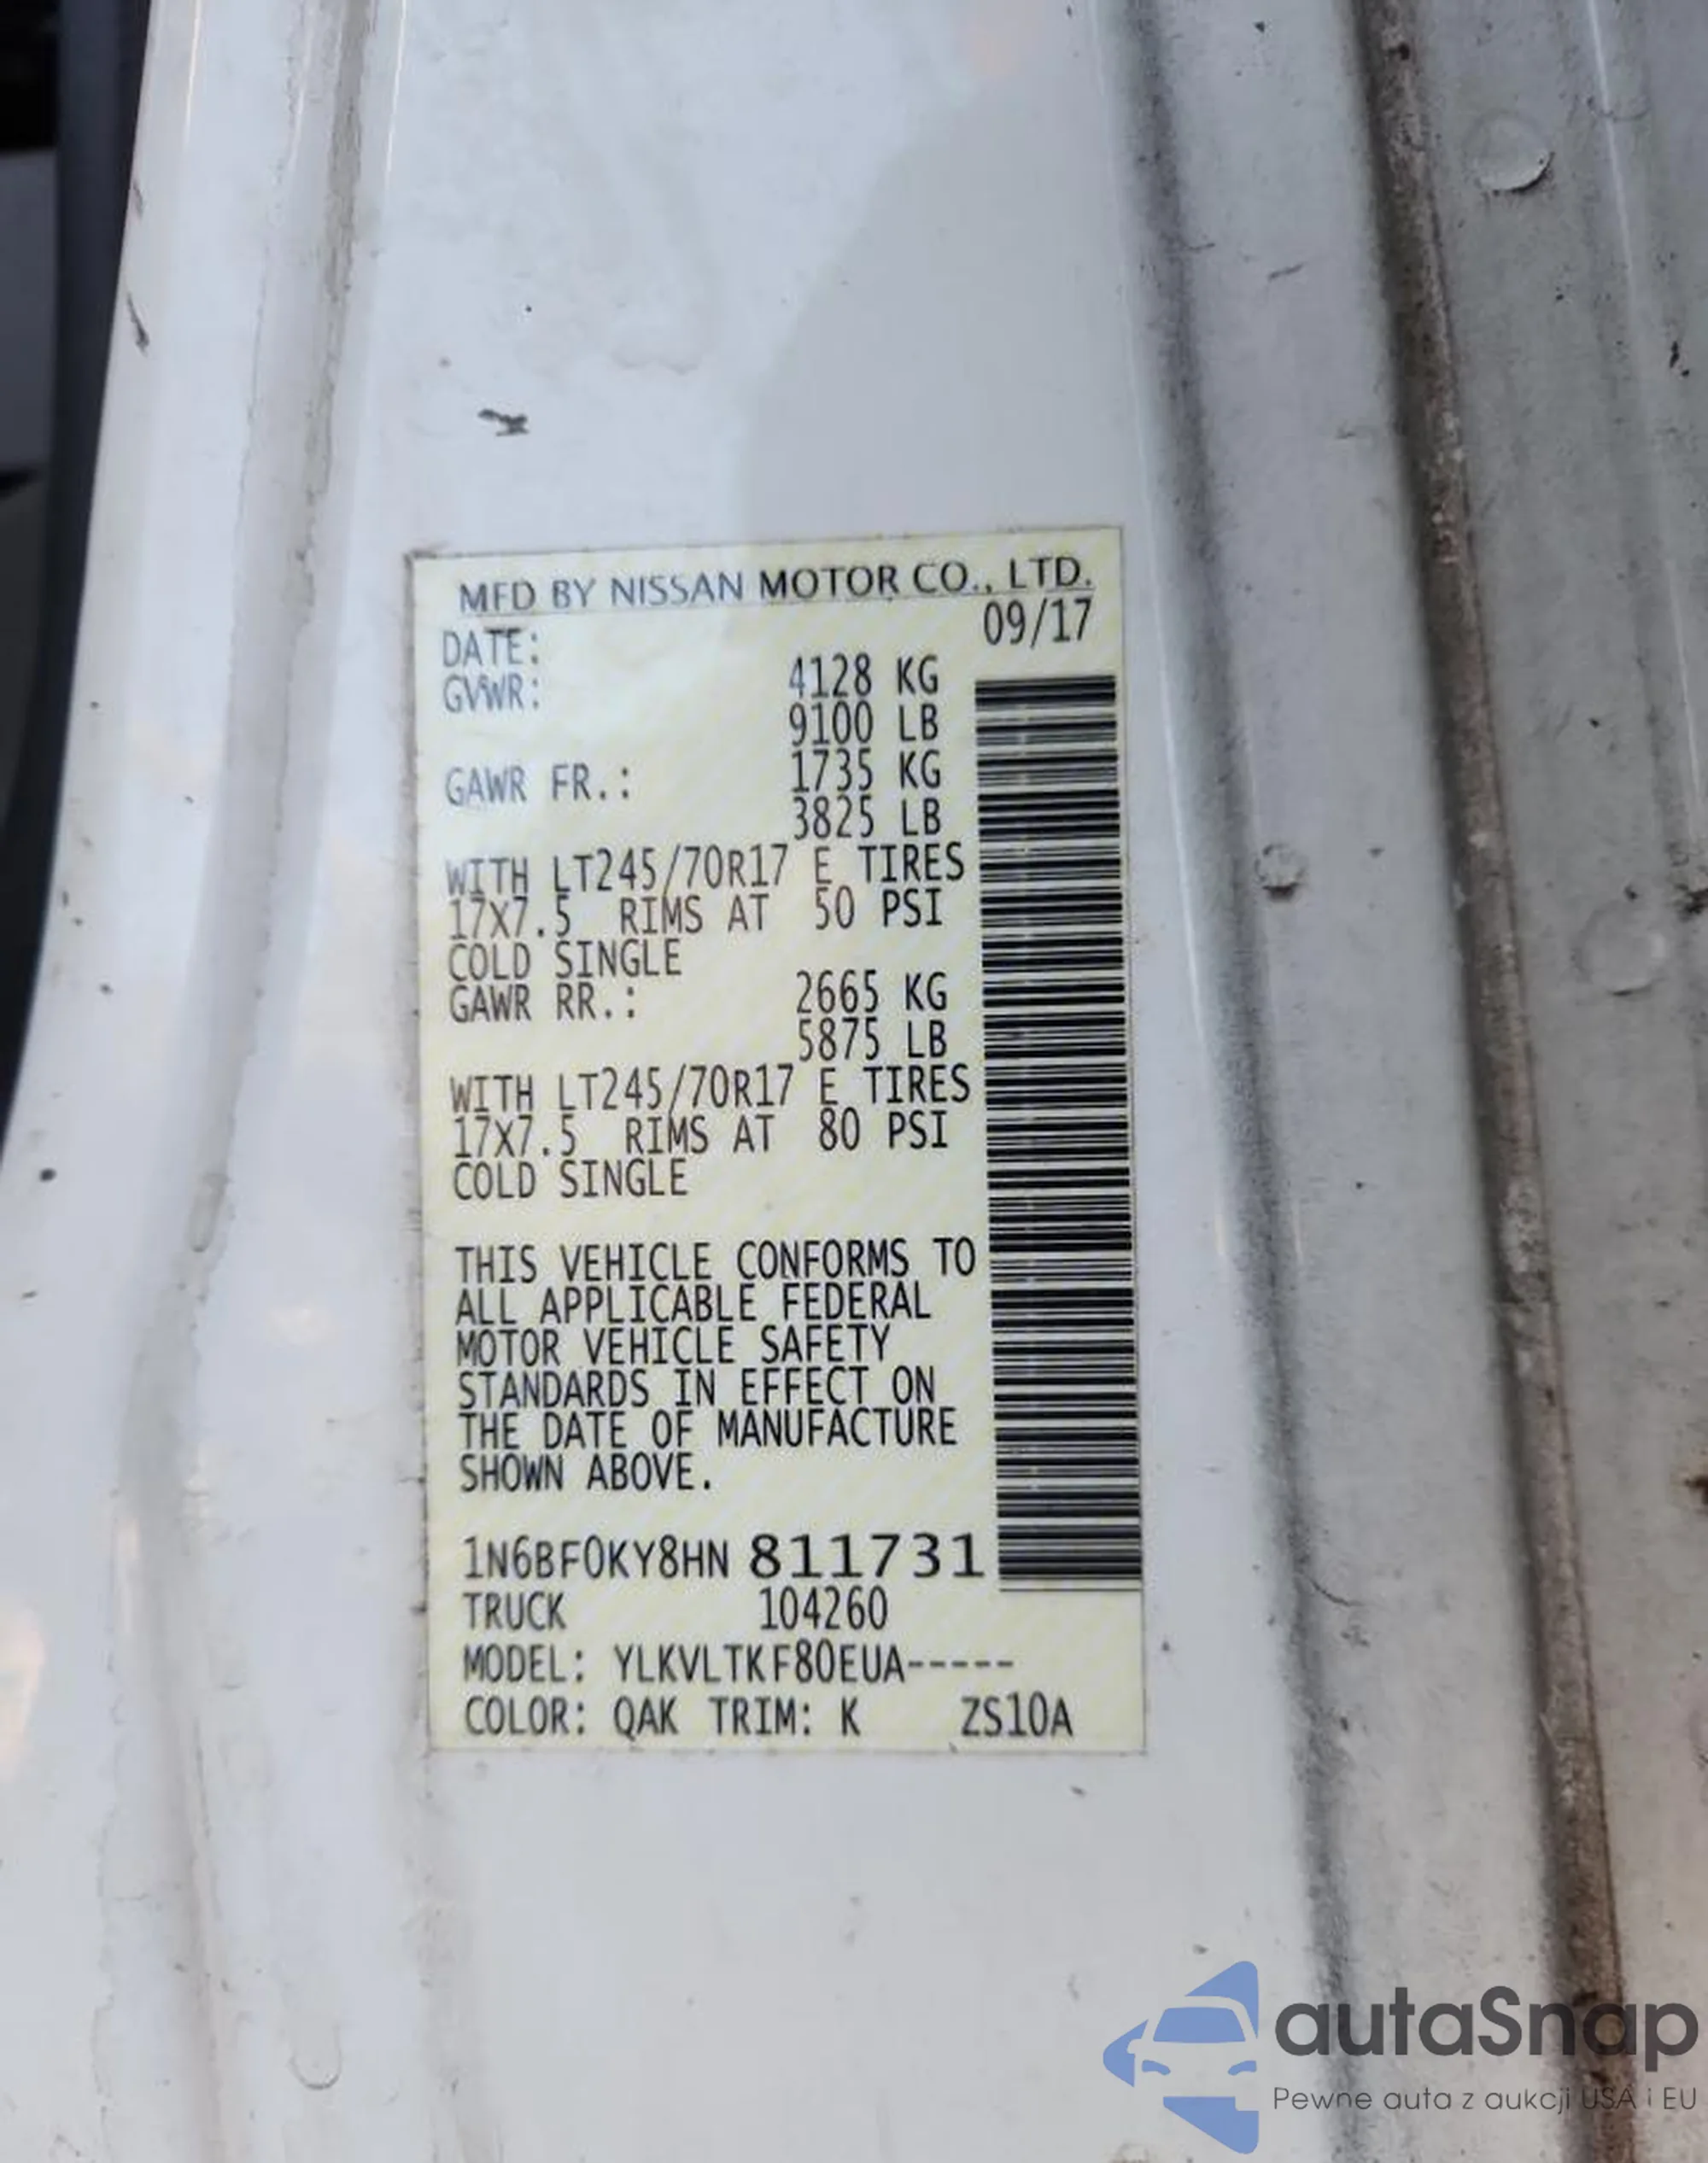 MFD BY NISSAN MOTOR CO., LTD.
DATE: 09/17
GVWR: 4128 KG
9100 LB
GAWR FR.: 1735 KG
3825 LB
WITH LT245/70R17 E TIRES
17X7.5 RIMS AT 50 PSI
COLD SINGLE
GAWR RR.: 2665 KG
5875 LB
WITH LT245/70R17 E TIRES
17X7.5 RIMS AT 80 PSI
COLD SINGLE
THIS VEHICLE CONFORMS TO
ALL APPLICABLE FEDERAL
MOTOR VEHICLE SAFETY
STANDARDS IN EFFECT ON
THE DATE OF MANUFACTURE
SHOWN ABOVE.
1N6BF0KY8HN 811731
TRUCK 104260
MODEL: YLKVLTKF80EUA-----
COLOR: QAK TRIM: K ZS10A
autaSnap
Pewne auta z aukcji USA i EU